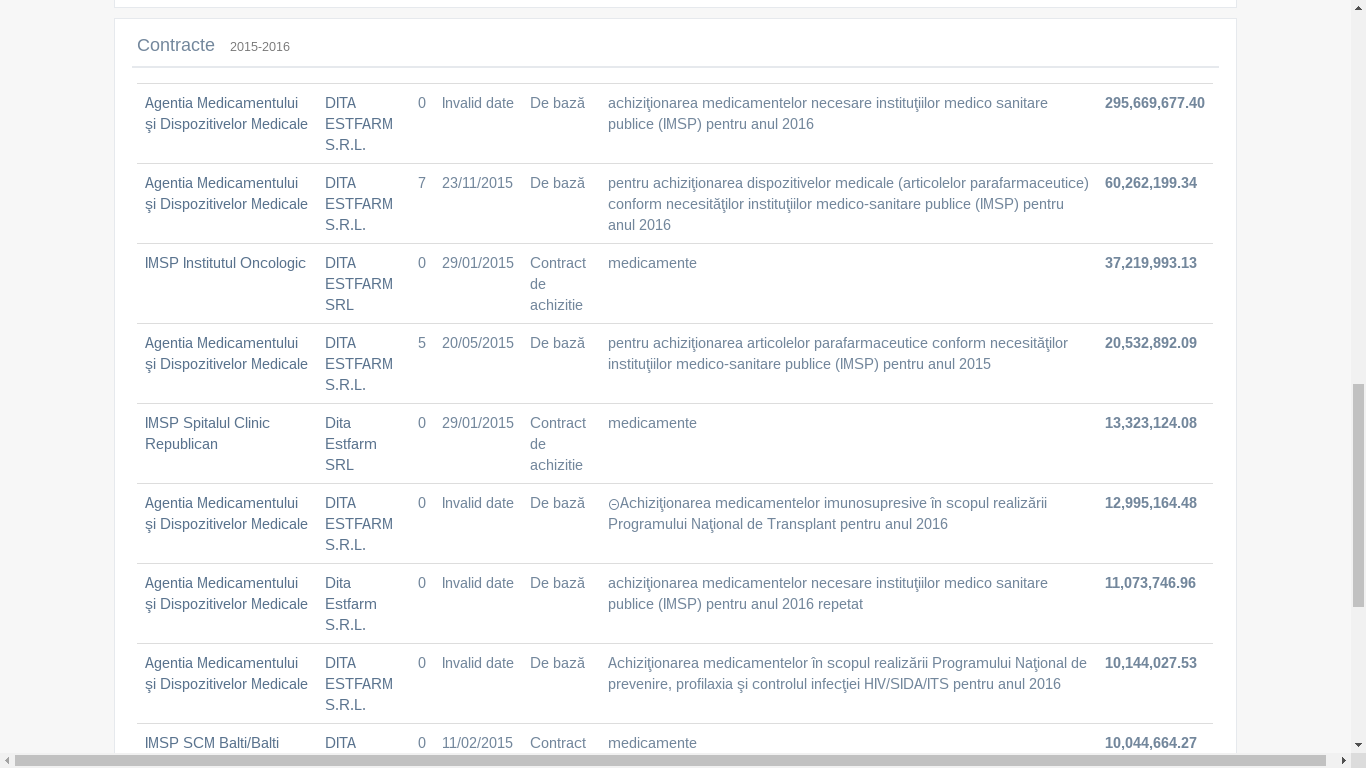 Contracte 2015-2016
Agentia Medicamentului DITA 0 Invalid date De bază achiziţionarea medicamentelor necesare instituţiilor medico sanitare 295,669,677.40
şi Dispozitivelor Medicale ESTFARM publice (IMSP) pentru anul 2016
S.R.L.
Agentia Medicamentului DITA 7 23/11/2015 De bază pentru achiziţionarea dispozitivelor medicale (articolelor parafarmaceutice) 60,262,199.34
şi Dispozitivelor Medicale ESTFARM conform necesităţilor instituţiilor medico-sanitare publice (IMSP) pentru
S.R.L. anul 2016
IMSP Institutul Oncologic DITA 0 29/01/2015 Contract medicamente 37,219,993.13
ESTFARM de
SRL achizitie
Agentia Medicamentului DITA 5 20/05/2015 De bază pentru achiziţionarea articolelor parafarmaceutice conform necesităţilor 20,532,892.09
şi Dispozitivelor Medicale ESTFARM instituţiilor medico-sanitare publice (IMSP) pentru anul 2015
S.R.L.
IMSP Spitalul Clinic Dita 0 29/01/2015 Contract medicamente 13,323,124.08
Republican Estfarm de
SRL achizitie
Agentia Medicamentului DITA 0 Invalid date De bază ⊝Achiziţionarea medicamentelor imunosupresive în scopul realizării 12,995,164.48
şi Dispozitivelor Medicale ESTFARM Programului Naţional de Transplant pentru anul 2016
S.R.L.
Agentia Medicamentului Dita 0 Invalid date De bază achiziţionarea medicamentelor necesare instituţiilor medico sanitare 11,073,746.96
şi Dispozitivelor Medicale Estfarm publice (IMSP) pentru anul 2016 repetat
S.R.L.
Agentia Medicamentului DITA 0 Invalid date De bază Achiziţionarea medicamentelor în scopul realizării Programului Naţional de 10,144,027.53
şi Dispozitivelor Medicale ESTFARM prevenire, profilaxia şi controlul infecţiei HIV/SIDA/ITS pentru anul 2016
S.R.L.
IMSP SCM Balti/Balti DITA 0 11/02/2015 Contract medicamente 10,044,664.27